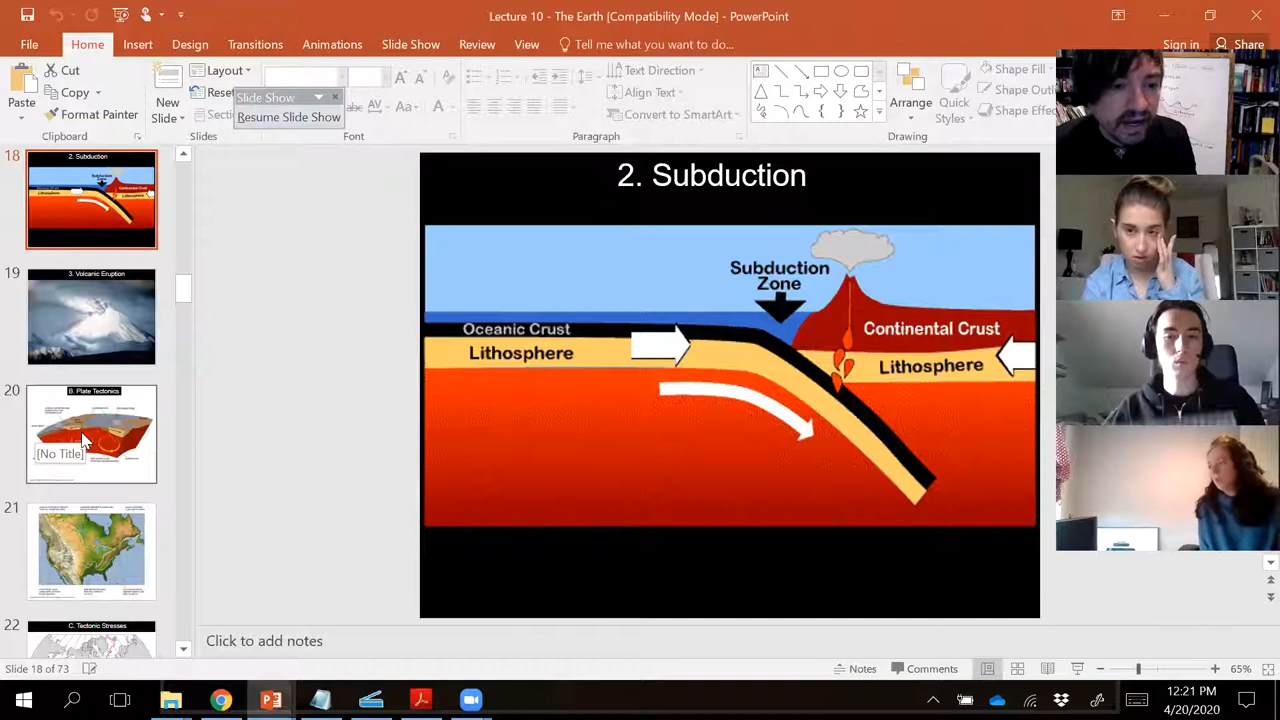 Lecture 10 - The Earth [Compatibility Mode] - PowerPoint
File Home Insert Design Transitions Animations Slide Show Review View Tell me what you want to do... Sign in Share
Paste
Cut
Copy
Format Painter
Clipboard
New
Slide
Layout
Reset
Slides
Slide Show
Resume Slide Show
Font
Text Direction
Align Text
Convert to SmartArt
Paragraph
Arrange
Quick
Styles
Shape Fill
Shape Outl
Shape Effe
Drawing
18
2. Subduction
19
3. Volcanic Eruption
20
B. Plate Tectonics
[No Title]
21
22
C. Tectonic Stresses
2. Subduction
Subduction
Zone
Oceanic Crust
Lithosphere
Continental Crust
Lithosphere
Click to add notes
Slide 18 of 73
Notes
Comments
65%
12:21 PM
4/20/2020